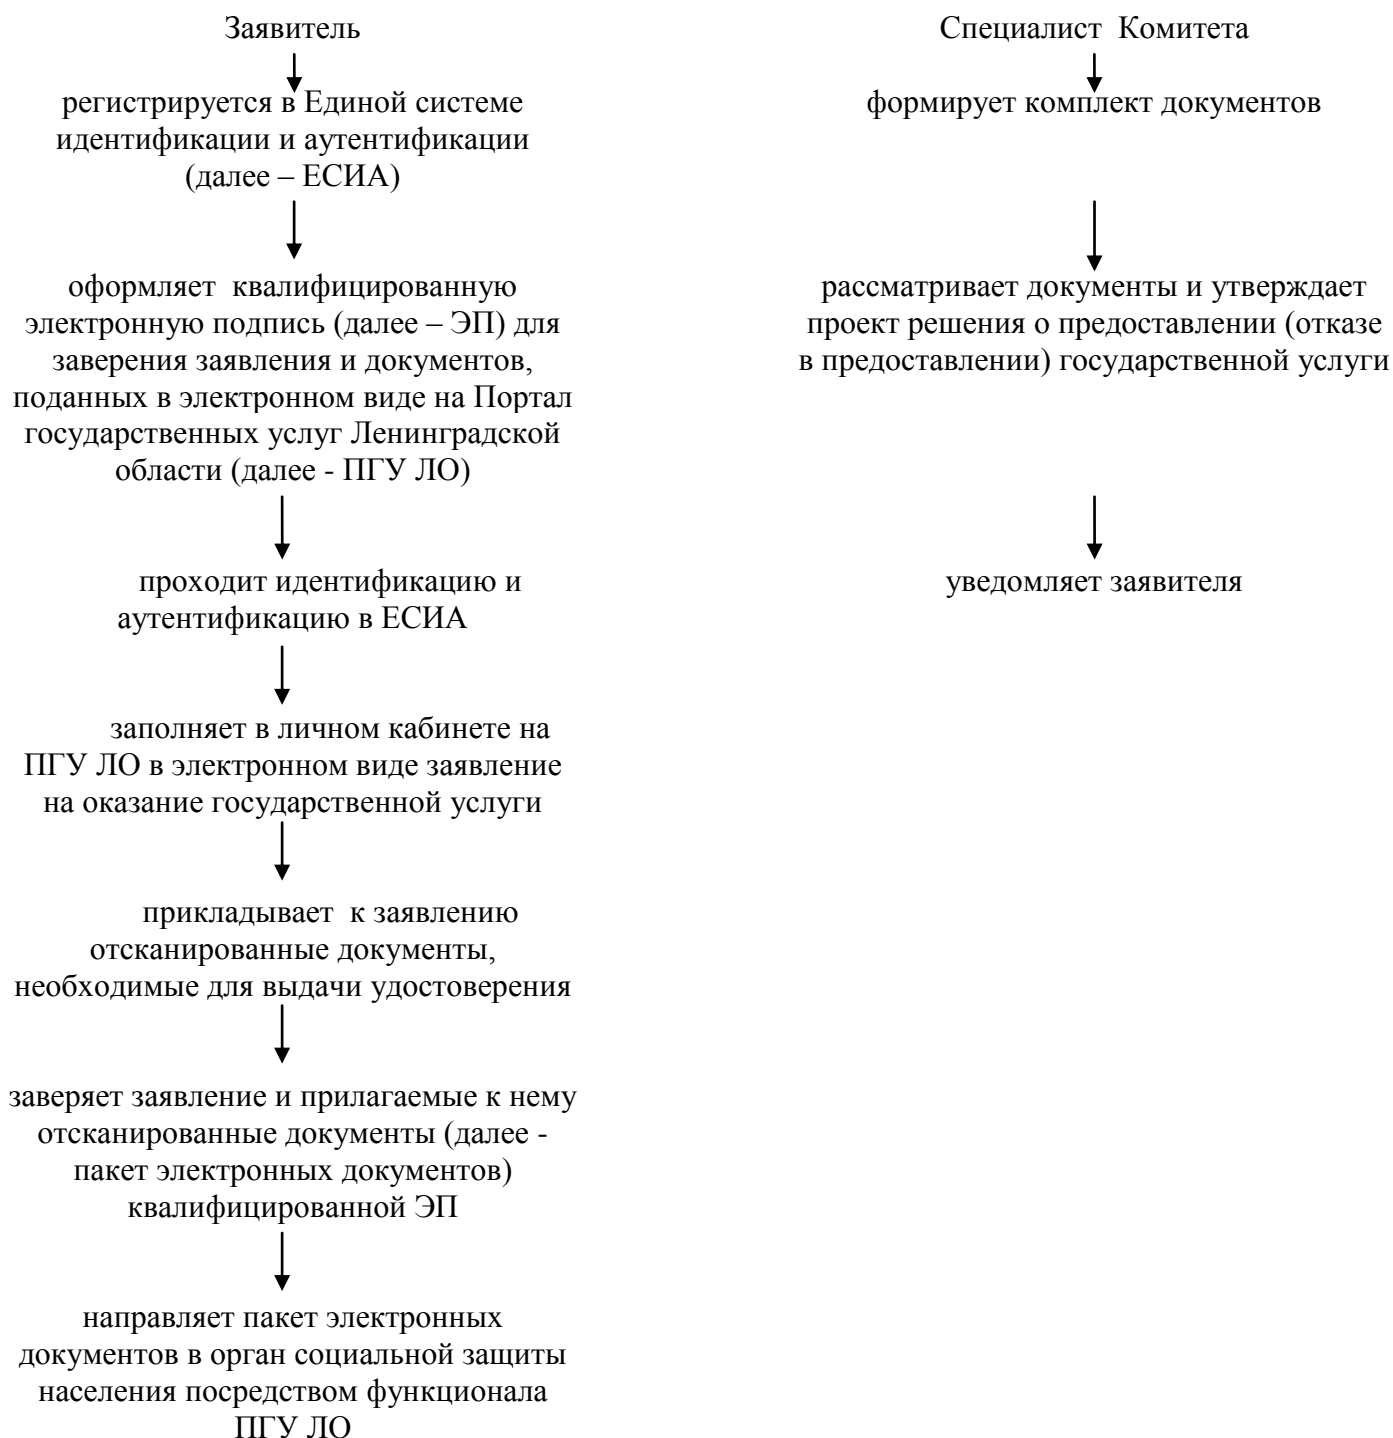 Заявитель
регистрируется в Единой системе
идентификации и аутентификации
(далее – ЕСИА)
оформляет квалифицированную
электронную подпись (далее – ЭП) для
заверения заявления и документов,
поданных в электронном виде на Портал
государственных услуг Ленинградской
области (далее - ПГУ ЛО)
проходит идентификацию и
аутентификацию в ЕСИА
заполняет в личном кабинете на
ПГУ ЛО в электронном виде заявление
на оказание государственной услуги
прикладывает к заявлению
отсканированные документы,
необходимые для выдачи удостоверения
заверяет заявление и прилагаемые к нему
отсканированные документы (далее -
пакет электронных документов)
квалифицированной ЭП
направляет пакет электронных
документов в орган социальной защиты
населения посредством функционала
ПГУ ЛО
Специалист Комитета
формирует комплект документов
рассматривает документы и утверждает
проект решения о предоставлении (отказе
в предоставлении) государственной услуги
уведомляет заявителя